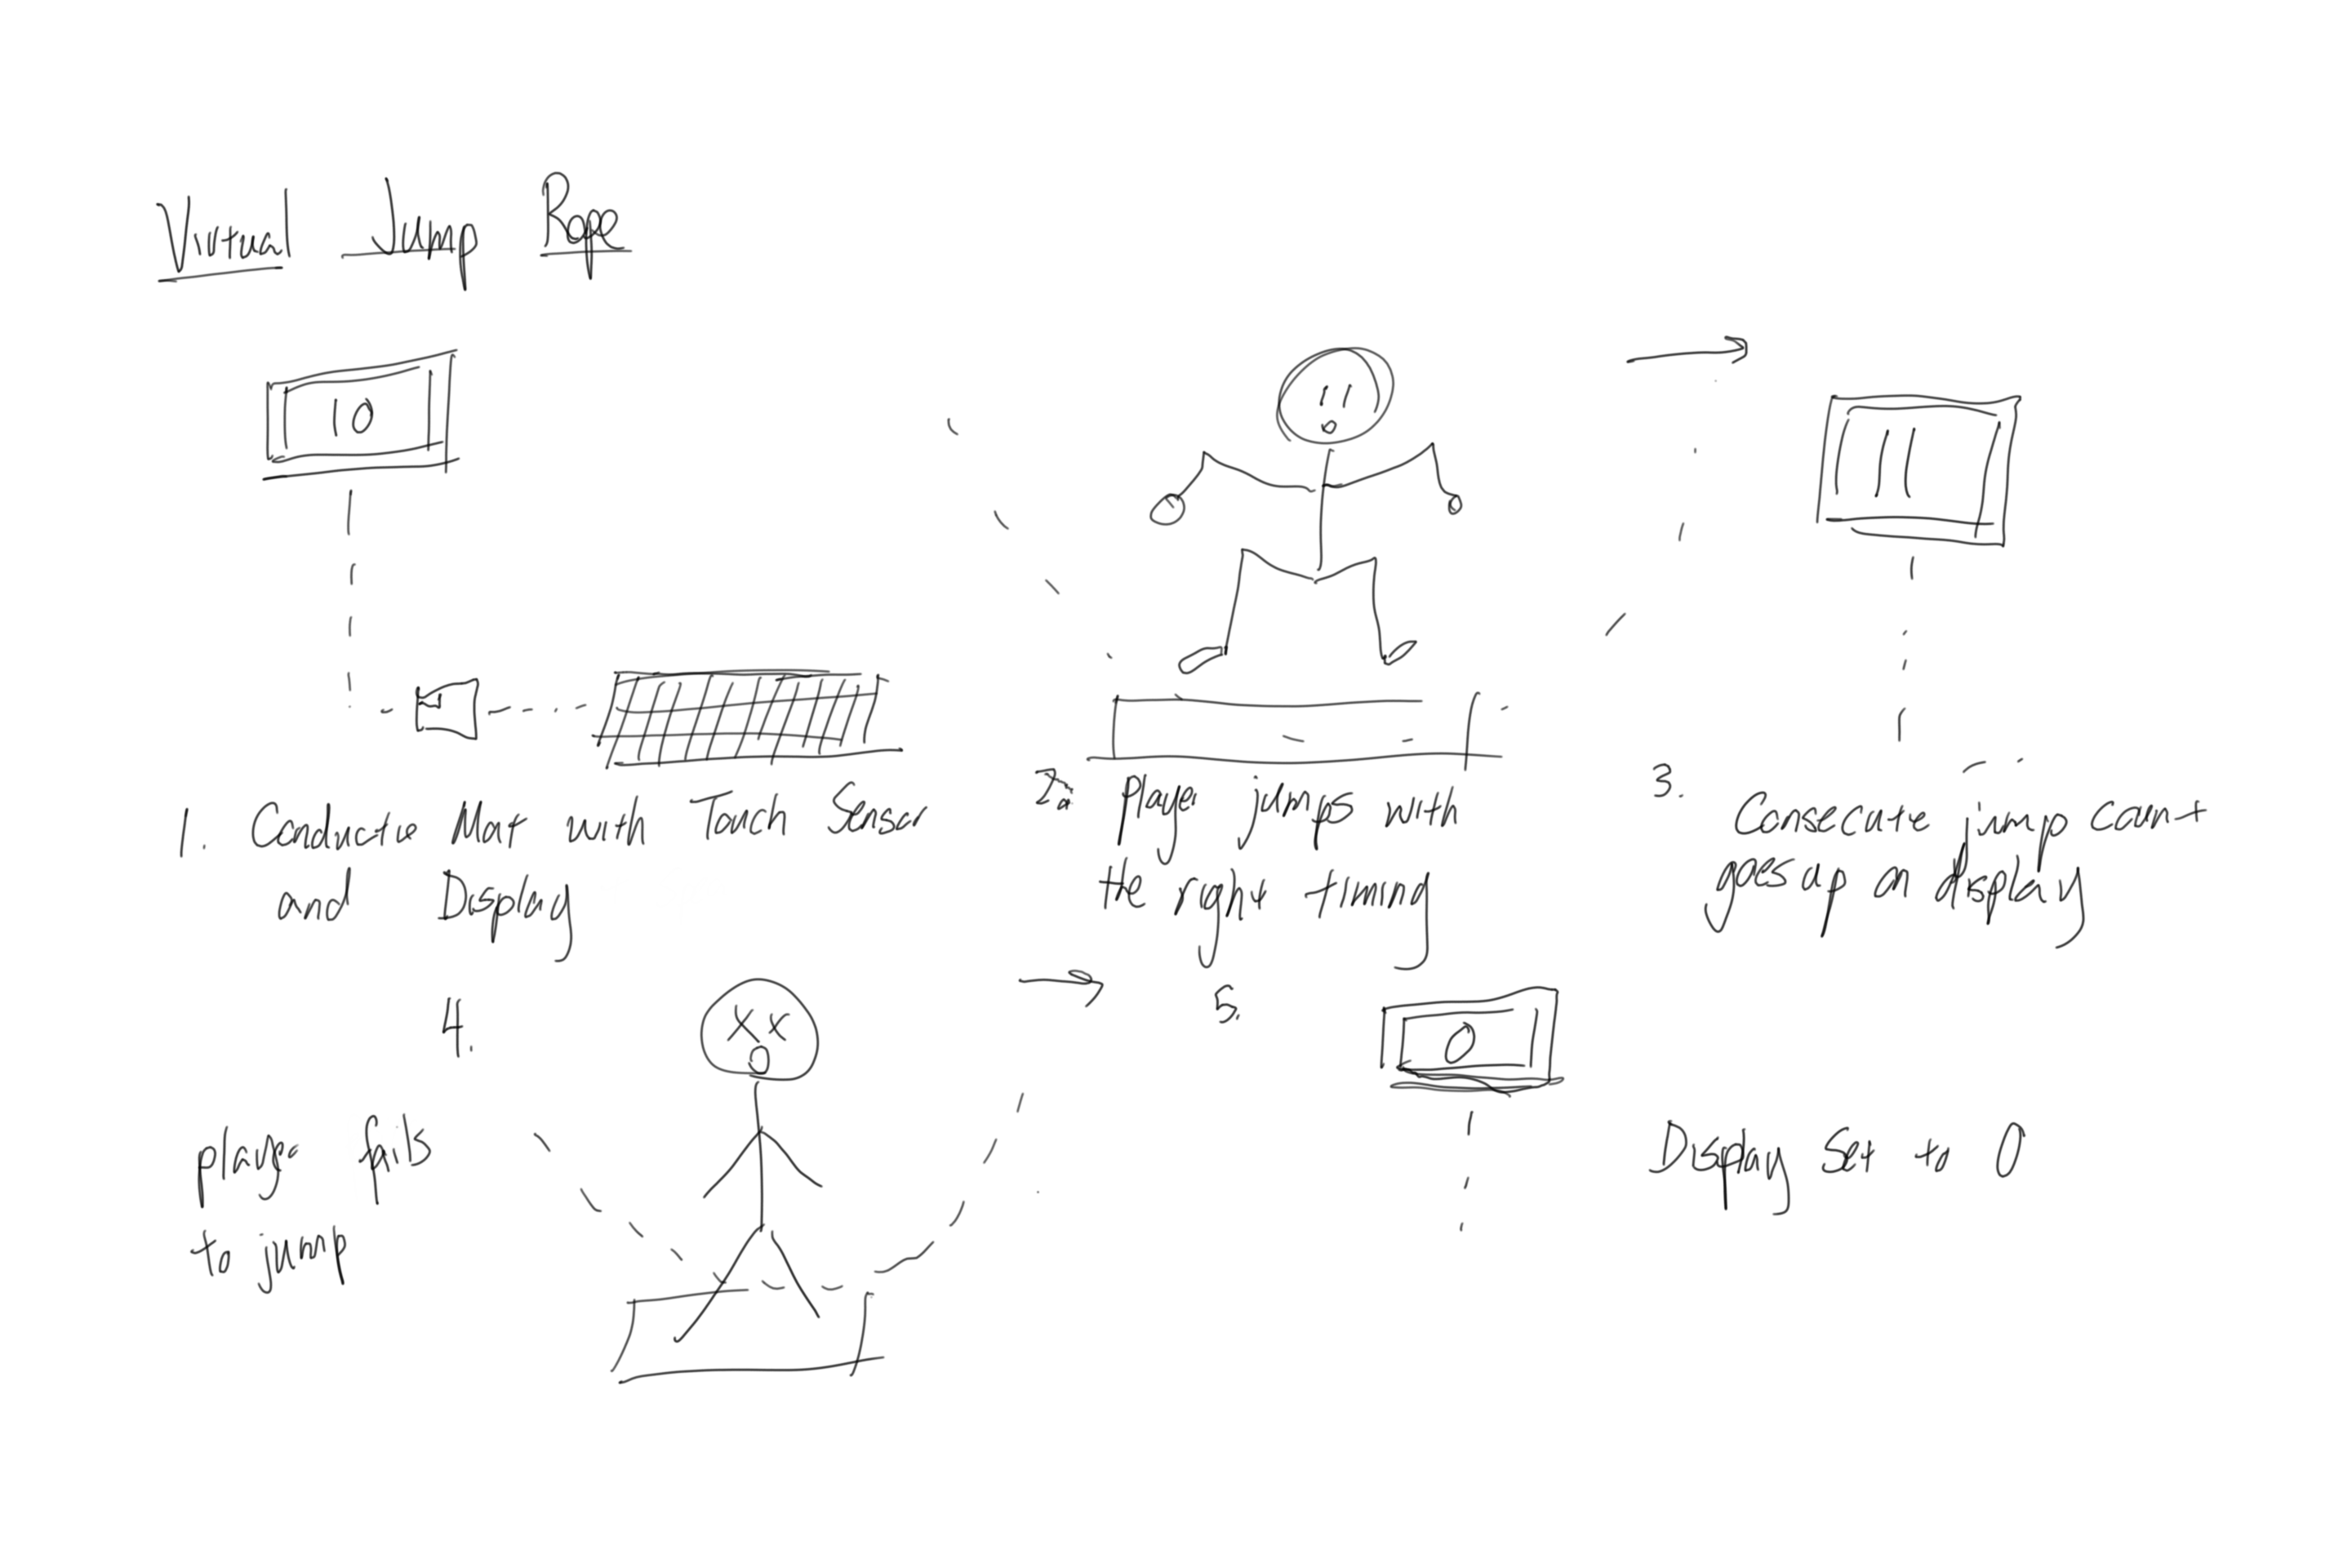 Virtual Jump Rope
10
11
1. Conductive Mat with Touch Sensor
and Display
2. Player jumps with
the right timing
3. Consecutive jump count
goes up on display
4.
player fails
to jump
5.
0
Display Set to 0